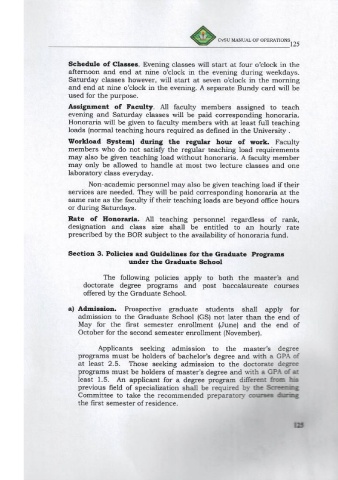 CvSU MANUAL OF OPERATIONS 125
Schedule of Classes. Evening classes will start at four o'clock in the
afternoon and end at nine o'clock in the evening during weekdays.
Saturday classes however, will start at seven o'clock in the morning
and end at nine o'clock in the evening. A separate Bundy card will be
used for the purpose.
Assignment of Faculty. All faculty members assigned to teach
evening and Saturday classes will be paid corresponding honoraria.
Honoraria will be given to faculty members with at least full teaching
loads (normal) teaching hours required as defined in the University .
Workload System) during the regular hour of work. Faculty
members who do not satisfy the regular teaching load requirements
may also be given teaching load without honoraria. A faculty member
may only be allowed to handle at most two lecture classes and one
laboratory class everyday.
Non-academic personnel may also be given teaching load if their
services are needed. They will be paid corresponding honoraria at the
same rate as the faculty if their teaching loads are beyond office hours
or during Saturdays.
Rate of Honoraria. All teaching personnel regardless of rank,
designation and class size shall be entitled to an hourly rate
prescribed by the BOR subject to the availability of honoraria fund.
Section 3. Policies and Guidelines for the Graduate Programs
under the Graduate School
The following policies apply to both the master's and
doctorate degree programs and post baccalaureate courses
offered by the Graduate School.
a) Admission. Prospective graduate students shall apply for
admission to the Graduate School (GS) not later than the end of
May for the first semester enrollment (June) and the end of
October for the second semester enrollment (November).
Applicants seeking admission to the master's degree
programs must be holders of bachelor's degree and with a GPA of
at least 2.5. Those seeking admission to the doctorate degree
programs must be holders of master's degree and with a GPA of at
least 1.5. An applicant for a degree program different from his
previous field of specialization shall be required by the Screening
Committee to take the recommended preparatory courses during
the first semester of residence.
125